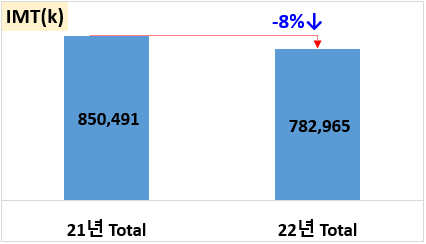 IMT(k)
-8%↓
850,491
782,965
21년 Total
22년 Total